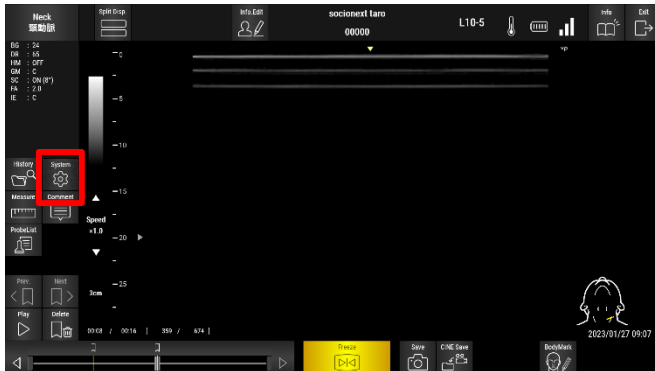 Neck
頸動脈
Split Disp.
Info.Edit
socionext taro
00000
L10-5
Info
Exit
BG : 24
DR : 65
HM : OFF
GM : C
SC : ON (8°)
FA : 2.0
IE : C
0
5
10
15
20
25
VP
History
System
Measure
Comment
ProbeList
Speed
×1.0
3cm
Prev.
Next
Play
Delete
00:08 / 00:16 | 359 / 674 |
2023/01/27 09:07
Freeze
Save
CINE Save
BodyMark